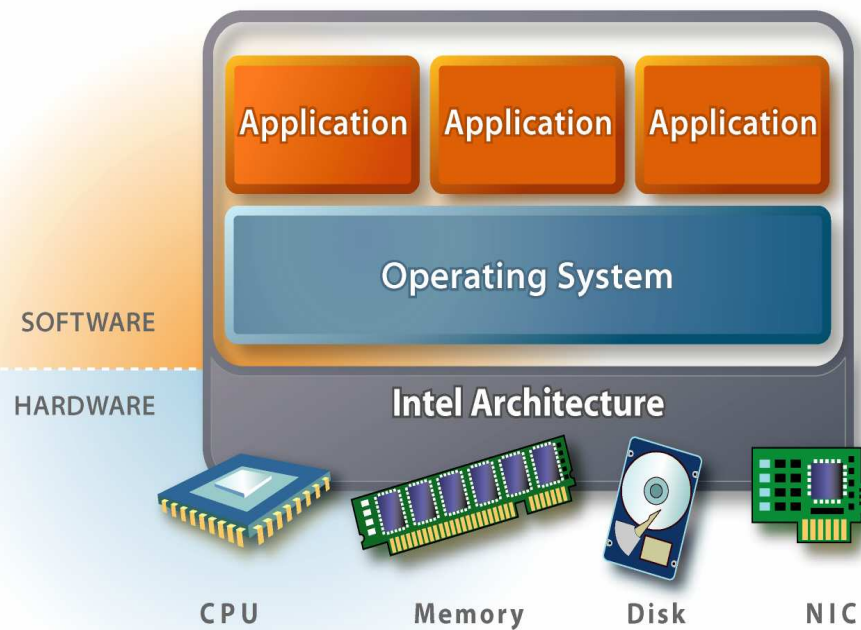 Application Application Application
Operating System
SOFTWARE
HARDWARE
Intel Architecture
CPU Memory Disk NIC